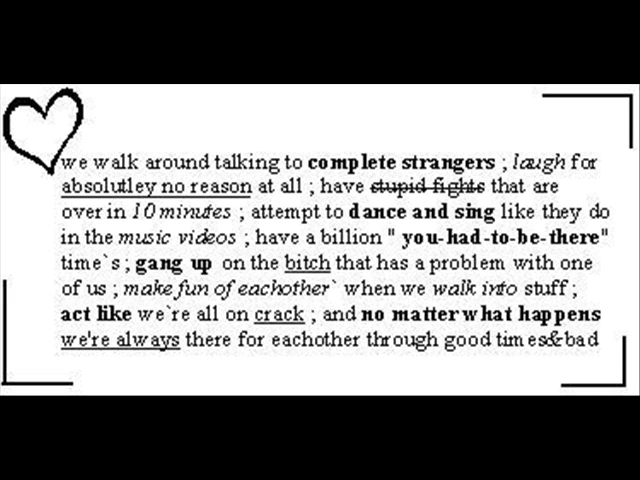 we walk around talking to complete strangers ; laugh for
absolutley no reason at all ; have stupid fights that are
over in 10 minutes ; attempt to dance and sing like they do
in the music videos ; have a billion " you-had-to-be-there"
time`s ; gang up on the bitch that has a problem with one
of us ; make fun of eachother` when we walk into stuff ;
act like we`re all on crack ; and no matter what happens
we're always there for eachother through good times&bad